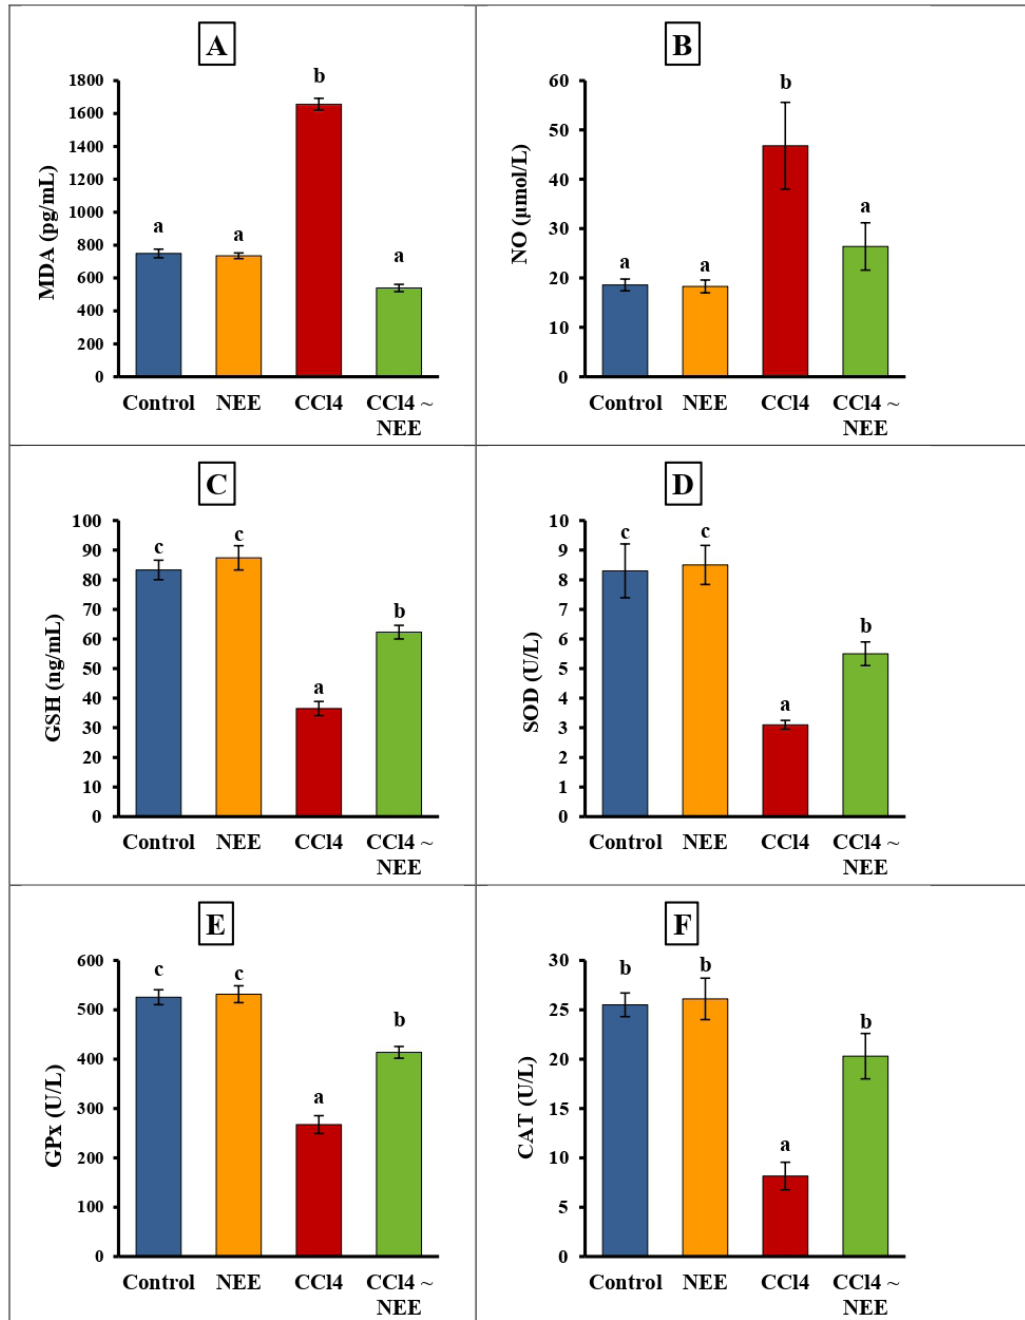 A
MDA (pg/mL)
1800
1600
1400
1200
1000
800
600
400
200
0
a
a
b
a
Control
NEE
CCl4
CCl4 ~
NEE
B
NO (µmol/L)
60
50
40
30
20
10
0
a
a
b
a
Control
NEE
CCl4
CCl4 ~
NEE
C
GSH (ng/mL)
100
90
80
70
60
50
40
30
20
10
0
c
c
a
b
Control
NEE
CCl4
CCl4 ~
NEE
D
SOD (U/L)
10
9
8
7
6
5
4
3
2
1
0
c
c
a
b
Control
NEE
CCl4
CCl4 ~
NEE
E
GPx (U/L)
600
500
400
300
200
100
0
c
c
a
b
Control
NEE
CCl4
CCl4 ~
NEE
F
CAT (U/L)
30
25
20
15
10
5
0
b
b
a
b
Control
NEE
CCl4
CCl4 ~
NEE